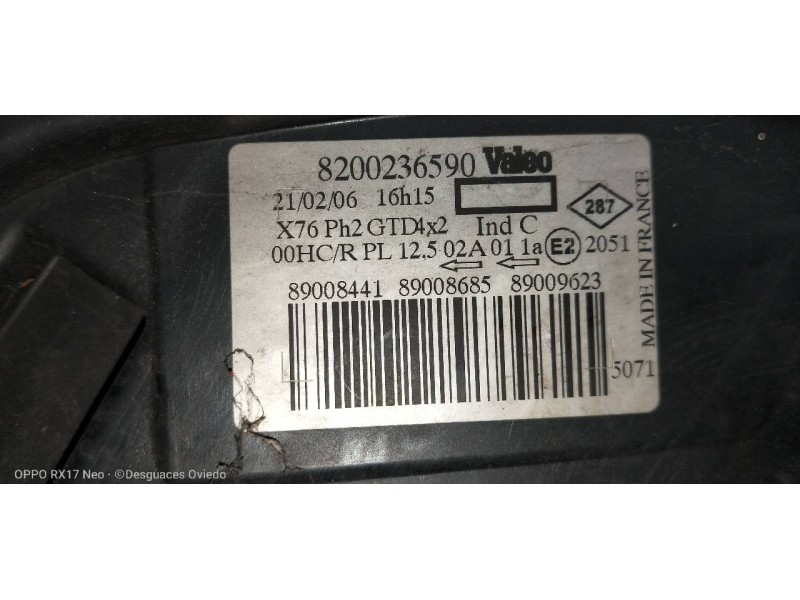 8200236590 Valeo
21/02/06 16h15
287
X76 Ph2 GTD4x2 Ind C
00HC/R PL 12,5 02A 01 1a E2 2051
89008441 89008685 89009623
5071
MADE IN FRANCE
OPPO RX17 Neo · ©Desguaces Oviedo